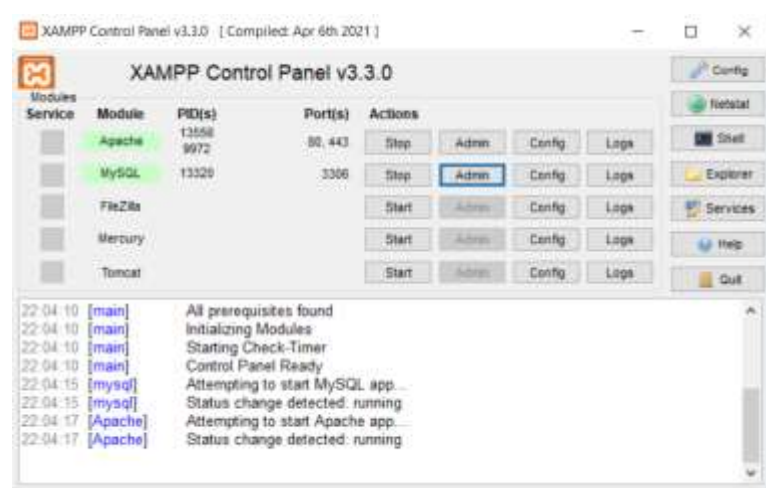 XAMPP Control Panel v3.3.0 [ Compiled: Apr 6th 2021 ]
XAMPP Control Panel v3.3.0
Config
Modules
Service Module PID(s) Port(s) Actions
Netstat
Apache 13558 9972 80, 443 Stop Admin Config Logs
Shell
MySQL 13320 3306 Stop Admin Config Logs
Explorer
FileZilla Start Admin Config Logs
Services
Mercury Start Admin Config Logs
Help
Tomcat Start Admin Config Logs
Quit
22:04:10 [main] All prerequisites found
22:04:10 [main] Initializing Modules
22:04:10 [main] Starting Check-Timer
22:04:10 [main] Control Panel Ready
22:04:15 [mysql] Attempting to start MySQL app...
22:04:15 [mysql] Status change detected: running
22:04:17 [Apache] Attempting to start Apache app...
22:04:17 [Apache] Status change detected: running